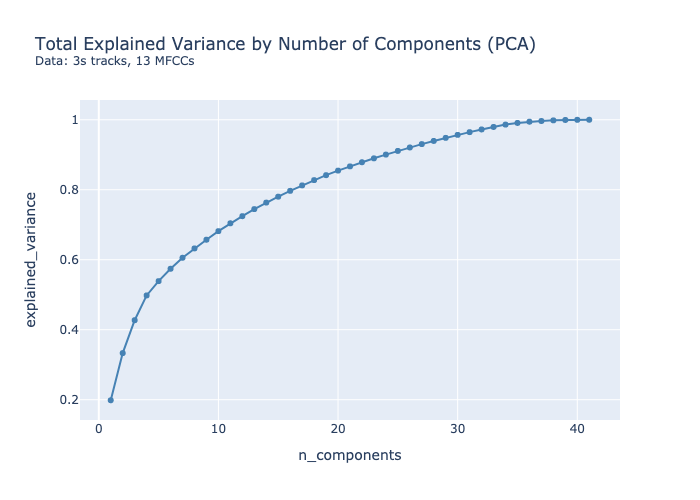 Total Explained Variance by Number of Components (PCA)
Data: 3s tracks, 13 MFCCs
explained_variance
1
0.8
0.6
0.4
0.2
0 10 20 30 40
n_components